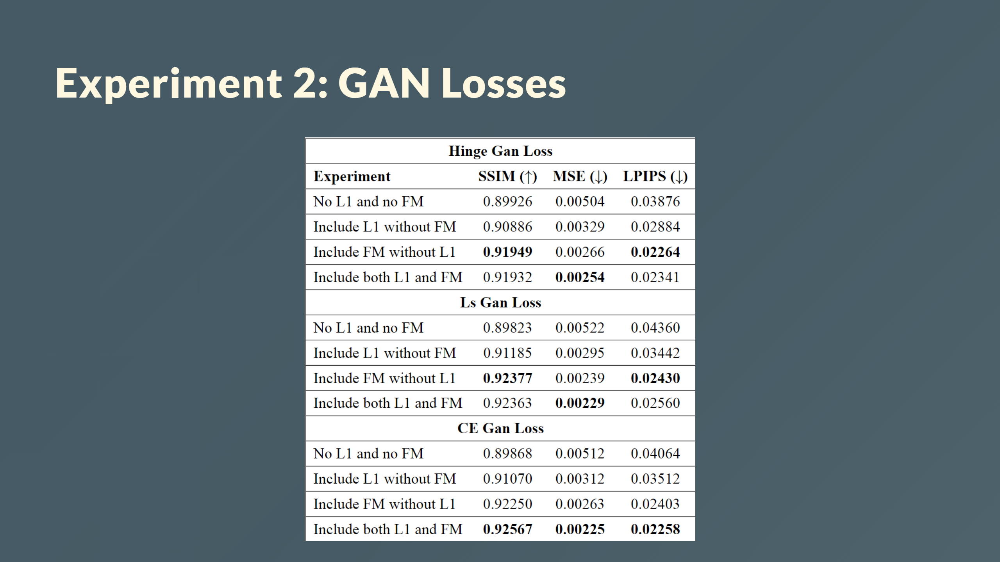 Experiment 2: GAN Losses
Hinge Gan Loss
Experiment SSIM (↑) MSE (↓) LPIPS (↓)
No L1 and no FM 0.89926 0.00504 0.03876
Include L1 without FM 0.90886 0.00329 0.02884
Include FM without L1 0.91949 0.00266 0.02264
Include both L1 and FM 0.91932 0.00254 0.02341
Ls Gan Loss
No L1 and no FM 0.89823 0.00522 0.04360
Include L1 without FM 0.91185 0.00295 0.03442
Include FM without L1 0.92377 0.00239 0.02430
Include both L1 and FM 0.92363 0.00229 0.02560
CE Gan Loss
No L1 and no FM 0.89868 0.00512 0.04064
Include L1 without FM 0.91070 0.00312 0.03512
Include FM without L1 0.92250 0.00263 0.02403
Include both L1 and FM 0.92567 0.00225 0.02258